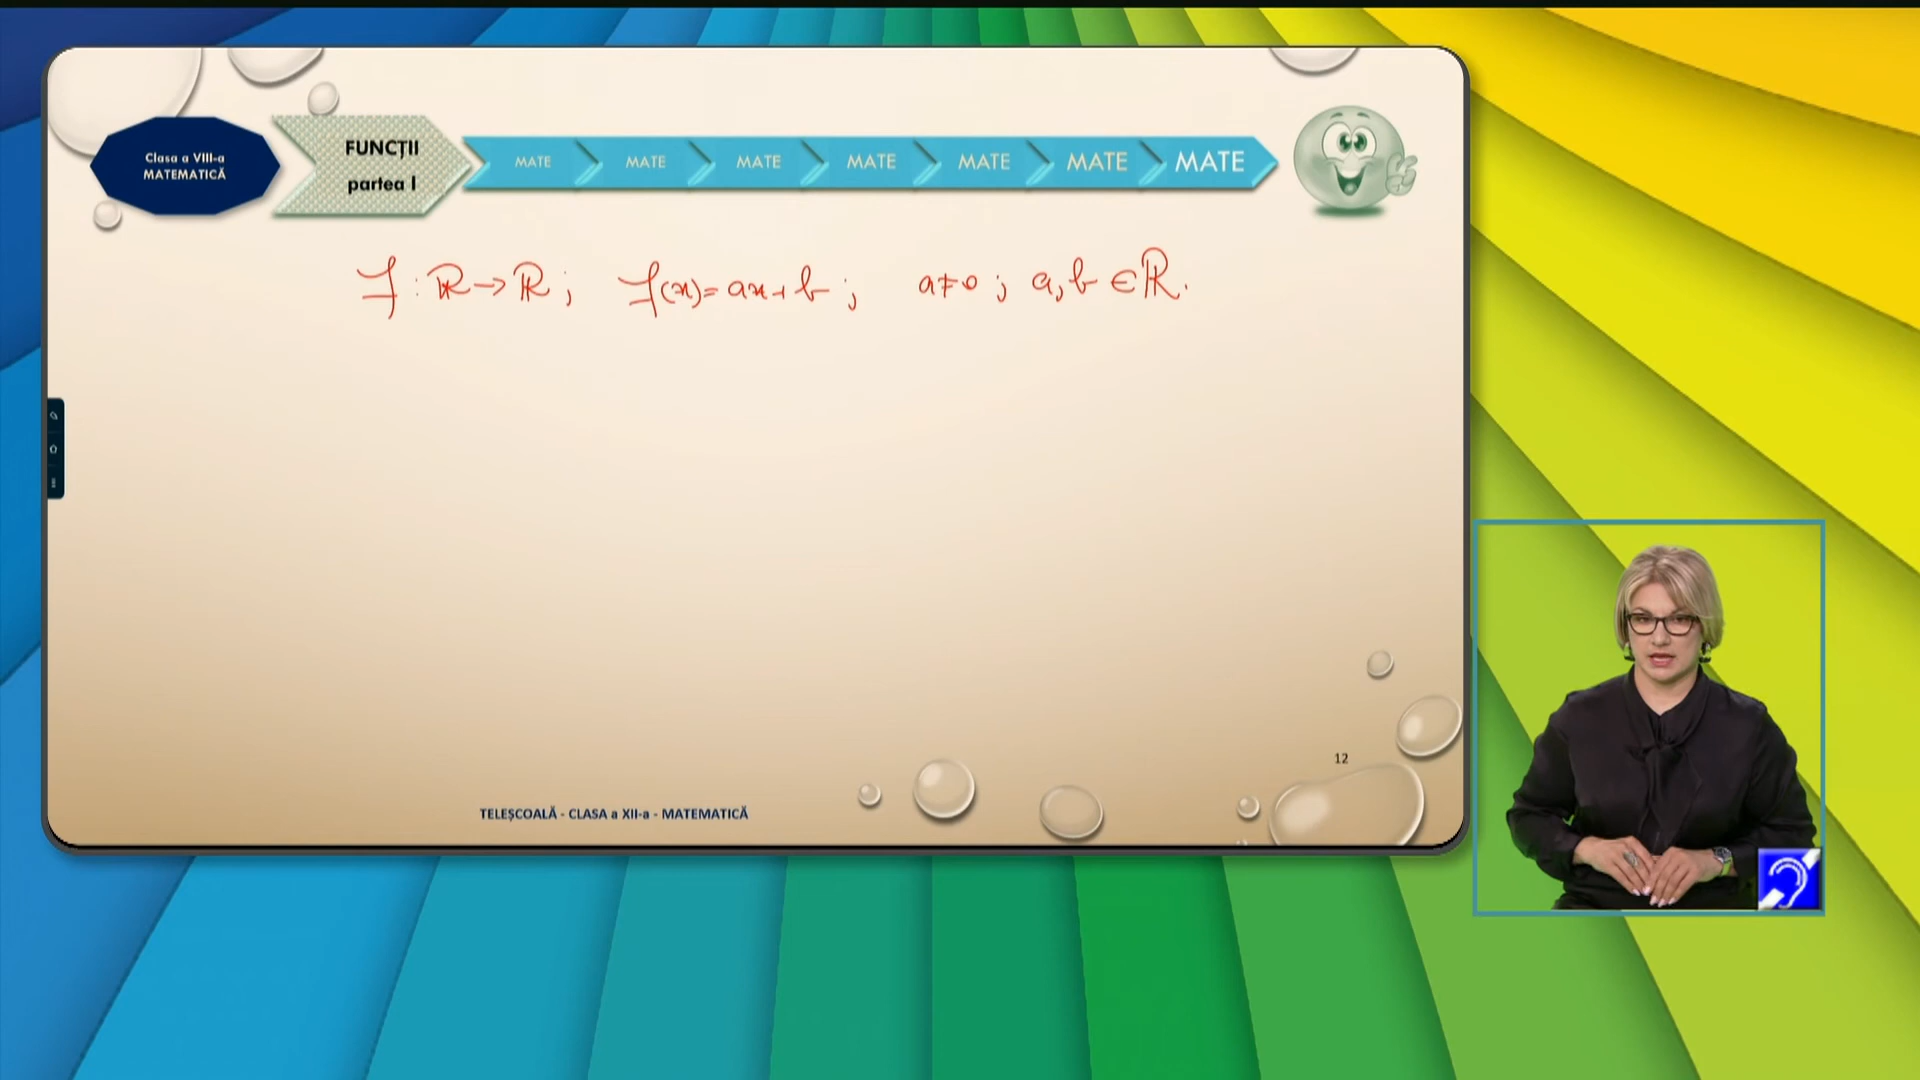 Clasa a VIII-a
MATEMATICĂ
FUNCȚII
partea I
MATE MATE MATE MATE MATE MATE MATE
f : ℝ → ℝ ; f(x) = ax + b ; a ≠ 0 ; a, b ∈ ℝ.
12
TELEȘCOALĂ - CLASA a XII-a - MATEMATICĂ